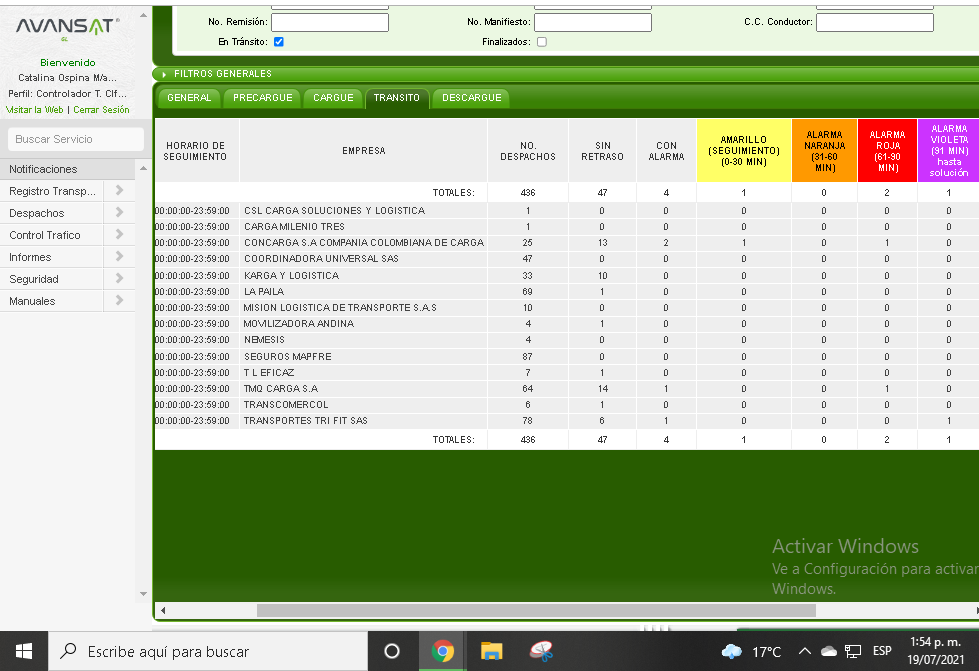 AVANSAT
GL
Bienvenido
Catalina Ospina M/a...
Perfil: Controlador T. Clf...
Visitar la Web | Cerrar Sesión
Buscar Servicio
Notificaciones
Registro Transp...
Despachos
Control Trafico
Informes
Seguridad
Manuales
No. Remisión: No. Manifiesto: C.C. Conductor:
En Tránsito: Finalizados:
FILTROS GENERALES
GENERAL PRECARGUE CARGUE TRANSITO DESCARGUE
HORARIO DE SEGUIMIENTO EMPRESA NO. DESPACHOS SIN RETRASO CON ALARMA AMARILLO (SEGUIMIENTO) (0-30 MIN) ALARMA NARANJA (31-60 MIN) ALARMA ROJA (61-90 MIN) ALARMA VIOLETA (91 MIN) hasta solución
TOTALES: 436 47 4 1 0 2 1
00:00:00-23:59:00 CSL CARGA SOLUCIONES Y LOGISTICA 1 0 0 0 0 0 0
00:00:00-23:59:00 CARGA MILENIO TRES 1 0 0 0 0 0 0
00:00:00-23:59:00 CONCARGA S.A COMPANIA COLOMBIANA DE CARGA 25 13 2 1 0 1 0
00:00:00-23:59:00 COORDINADORA UNIVERSAL SAS 47 0 0 0 0 0 0
00:00:00-23:59:00 KARGA Y LOGISTICA 33 10 0 0 0 0 0
00:00:00-23:59:00 LA PAILA 69 1 0 0 0 0 0
00:00:00-23:59:00 MISION LOGISTICA DE TRANSPORTE S.A.S 10 0 0 0 0 0 0
00:00:00-23:59:00 MOVILIZADORA ANDINA 4 1 0 0 0 0 0
00:00:00-23:59:00 NEMESIS 4 0 0 0 0 0 0
00:00:00-23:59:00 SEGUROS MAPFRE 87 0 0 0 0 0 0
00:00:00-23:59:00 T L EFICAZ 7 1 0 0 0 0 0
00:00:00-23:59:00 TMQ CARGA S.A 64 14 1 0 0 1 0
00:00:00-23:59:00 TRANSCOMERCOL 6 1 0 0 0 0 0
00:00:00-23:59:00 TRANSPORTES TRI FIT SAS 78 6 1 0 0 0 1
TOTALES: 436 47 4 1 0 2 1
Activar Windows
Ve a Configuración para activar
Windows.
Escribe aquí para buscar
17°C
ESP
1:54 p. m.
19/07/2021